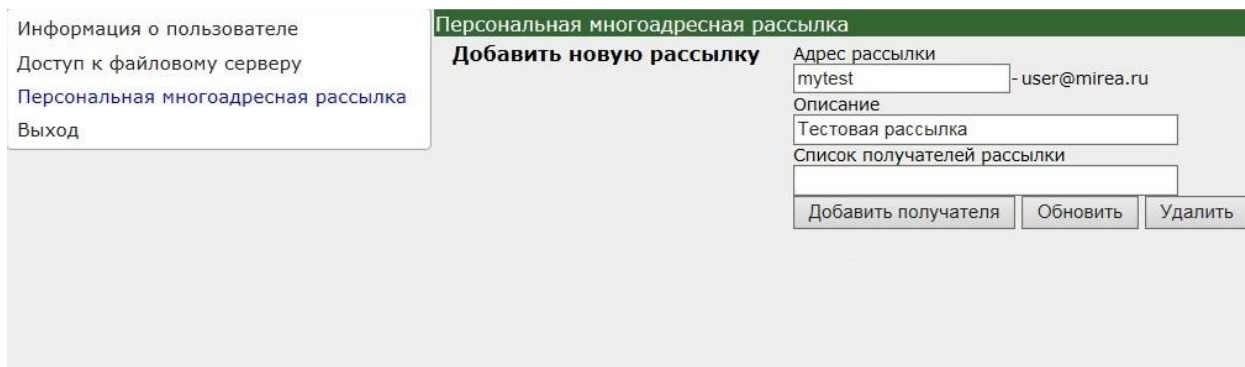 Информация о пользователе
Доступ к файловому серверу
Персональная многоадресная рассылка
Выход
Персональная многоадресная рассылка
Добавить новую рассылку
Адрес рассылки
mytest - user@mirea.ru
Описание
Тестовая рассылка
Список получателей рассылки
Добавить получателя Обновить Удалить